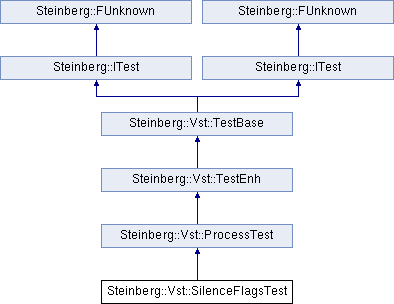 Steinberg::FUnknown
Steinberg::FUnknown
Steinberg::ITest
Steinberg::ITest
Steinberg::Vst::TestBase
Steinberg::Vst::TestEnh
Steinberg::Vst::ProcessTest
Steinberg::Vst::SilenceFlagsTest